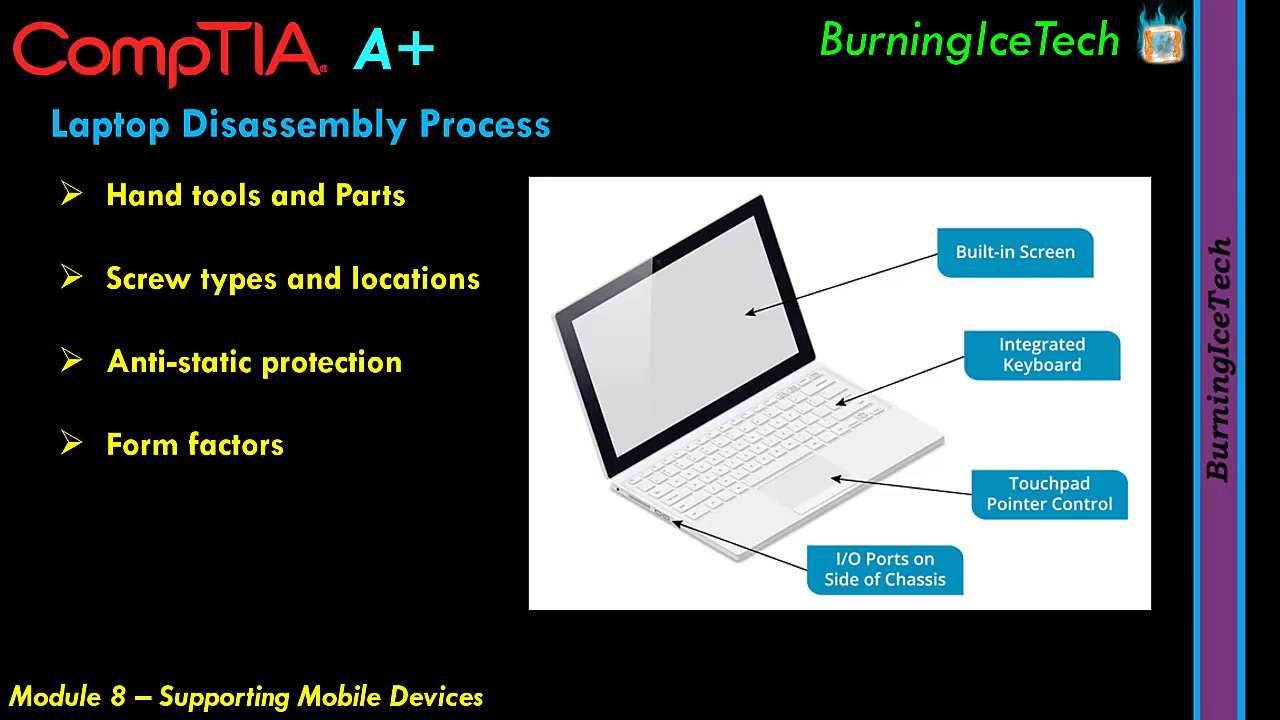 CompTIA® A+
BurningIceTech
Laptop Disassembly Process
Hand tools and Parts
Screw types and locations
Anti-static protection
Form factors
Built-in Screen
Integrated
Keyboard
Touchpad
Pointer Control
I/O Ports on
Side of Chassis
BurningIceTech
Module 8 – Supporting Mobile Devices